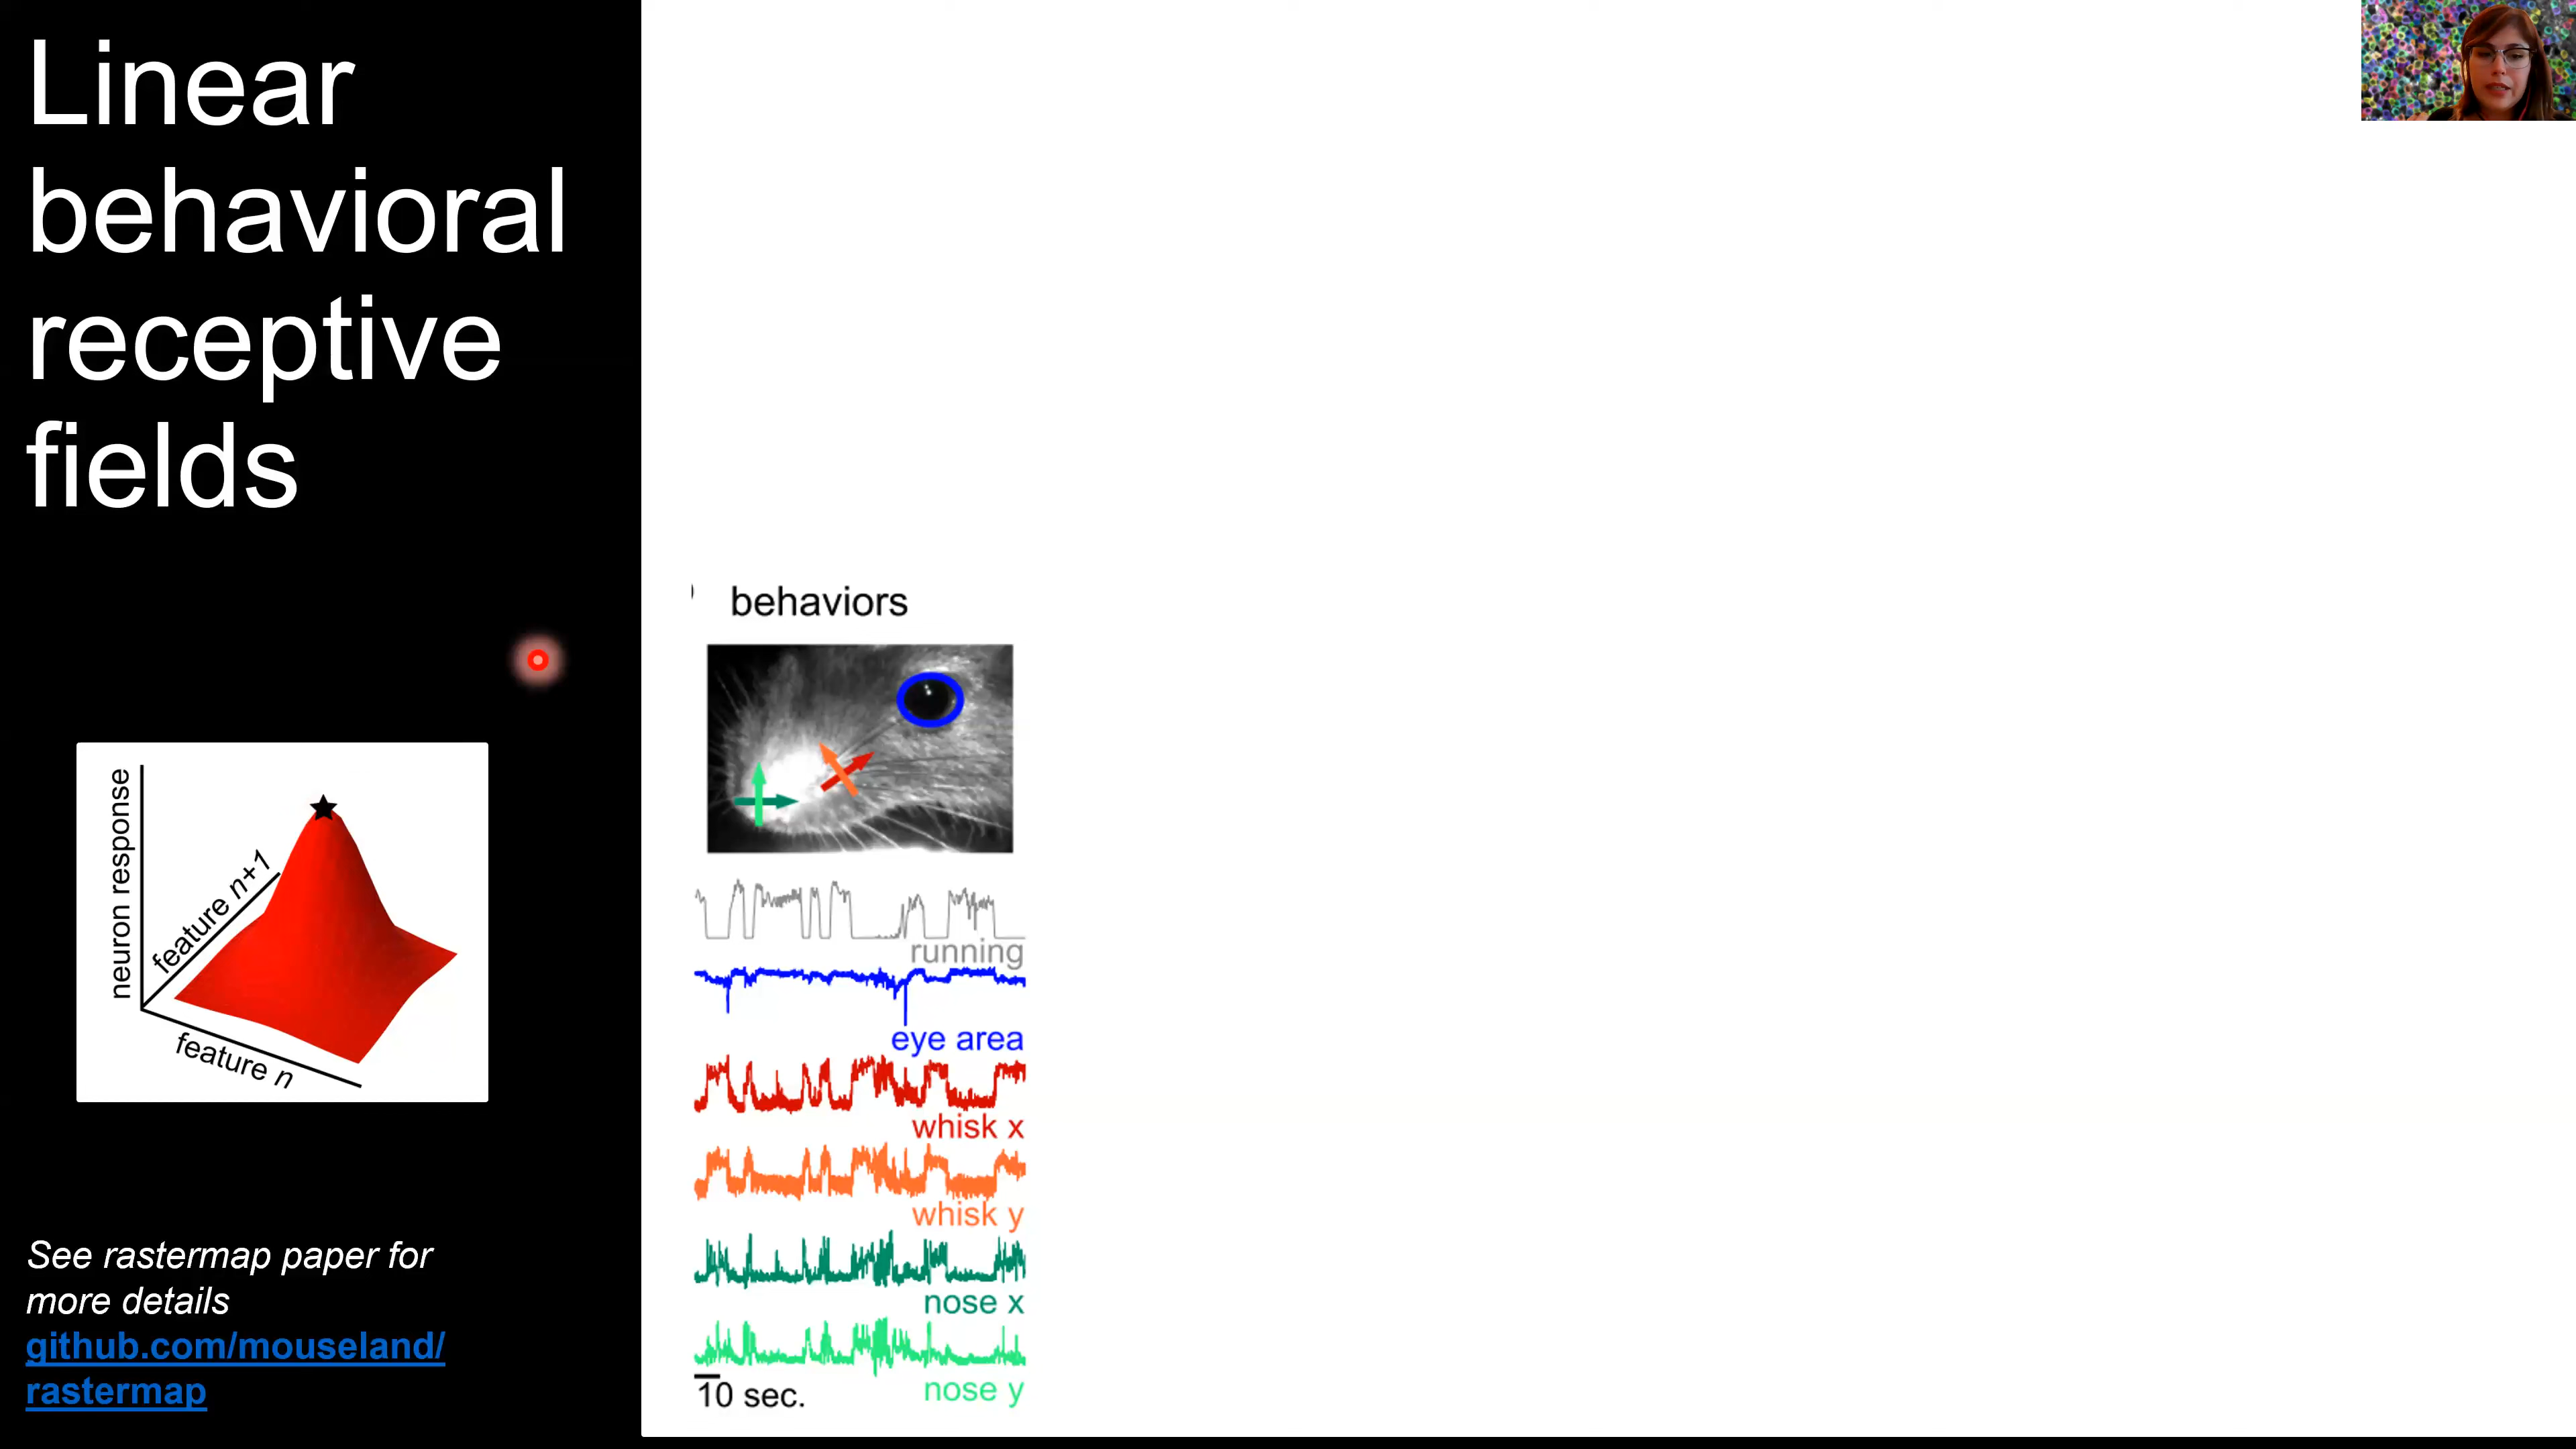 Linear
behavioral
receptive
fields
neuron response
feature n+1
feature n
See rastermap paper for
more details
github.com/mouseland/
rastermap
behaviors
running
eye area
whisk x
whisk y
nose x
nose y
10 sec.